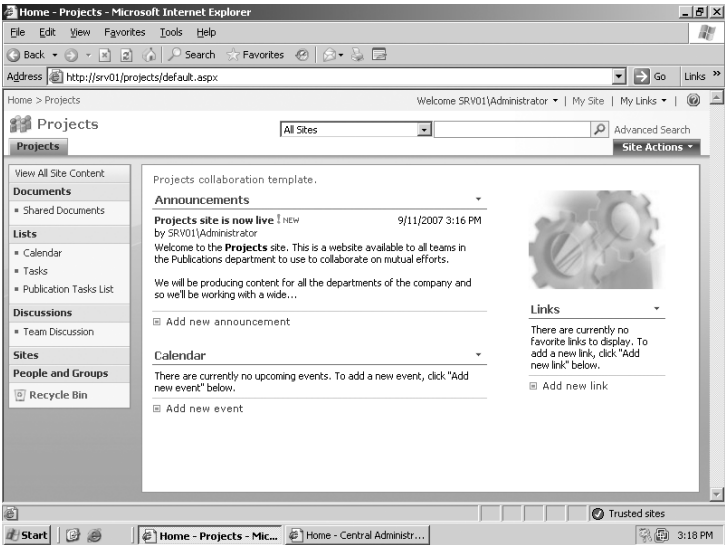 Home - Projects - Microsoft Internet Explorer
File Edit View Favorites Tools Help
Back Search Favorites
Address http://srv01/projects/default.aspx Go Links »
Home > Projects Welcome SRV01\Administrator | My Site | My Links |
Projects All Sites Advanced Search
Projects Site Actions
View All Site Content
Documents
Shared Documents
Lists
Calendar
Tasks
Publication Tasks List
Discussions
Team Discussion
Sites
People and Groups
Recycle Bin
Projects collaboration template.
Announcements
Projects site is now live ! NEW 9/11/2007 3:16 PM
by SRV01\Administrator
Welcome to the Projects site. This is a website available to all teams in
the Publications department to use to collaborate on mutual efforts.
We will be producing content for all the departments of the company and
so we'll be working with a wide...
Add new announcement
Calendar
There are currently no upcoming events. To add a new event, click "Add
new event" below.
Add new event
Links
There are currently no
favorite links to display. To
add a new link, click "Add
new link" below.
Add new link
Trusted sites
Start Home - Projects - Mic... Home - Central Administr... 3:18 PM